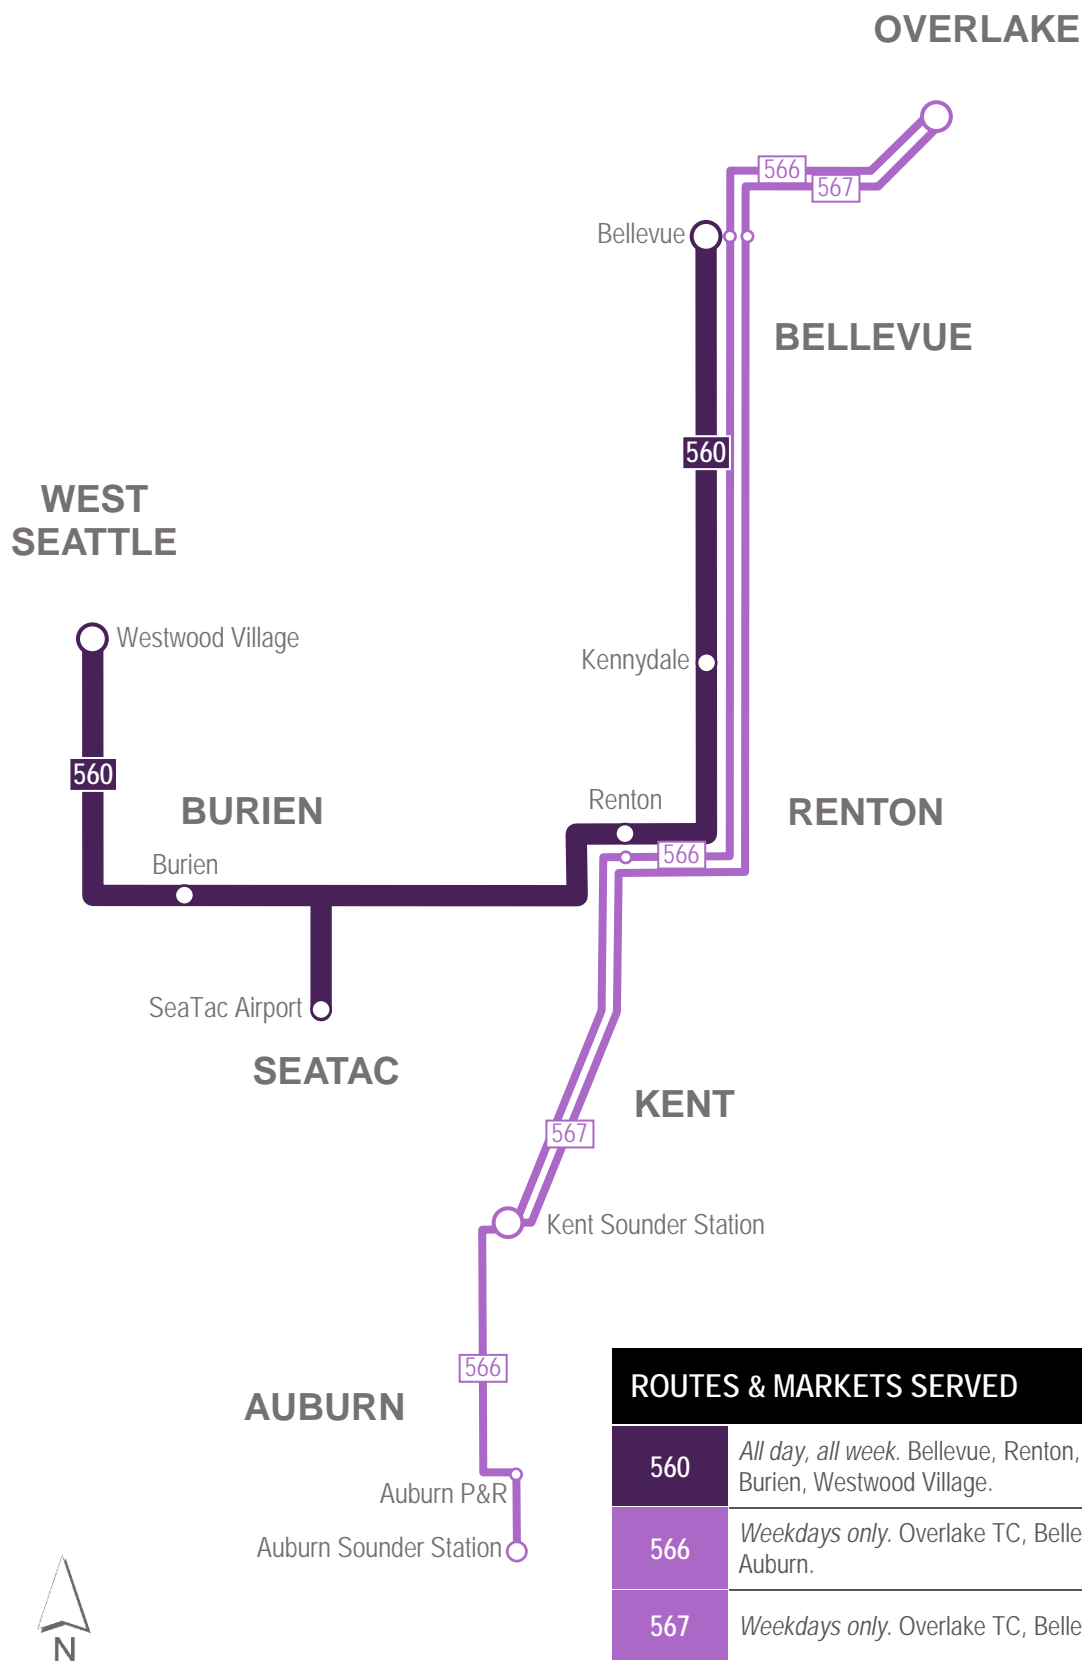 OVERLAKE
566
567
Bellevue
BELLEVUE
560
WEST
SEATTLE
Westwood Village
Kennydale
560
BURIEN
Renton
RENTON
566
Burien
SeaTac Airport
SEATAC
KENT
567
Kent Sounder Station
566
AUBURN
Auburn P&R
Auburn Sounder Station
N
ROUTES & MARKETS SERVED
560 All day, all week. Bellevue, Renton,
Burien, Westwood Village.
566 Weekdays only. Overlake TC, Belle
Auburn.
567 Weekdays only. Overlake TC, Belle